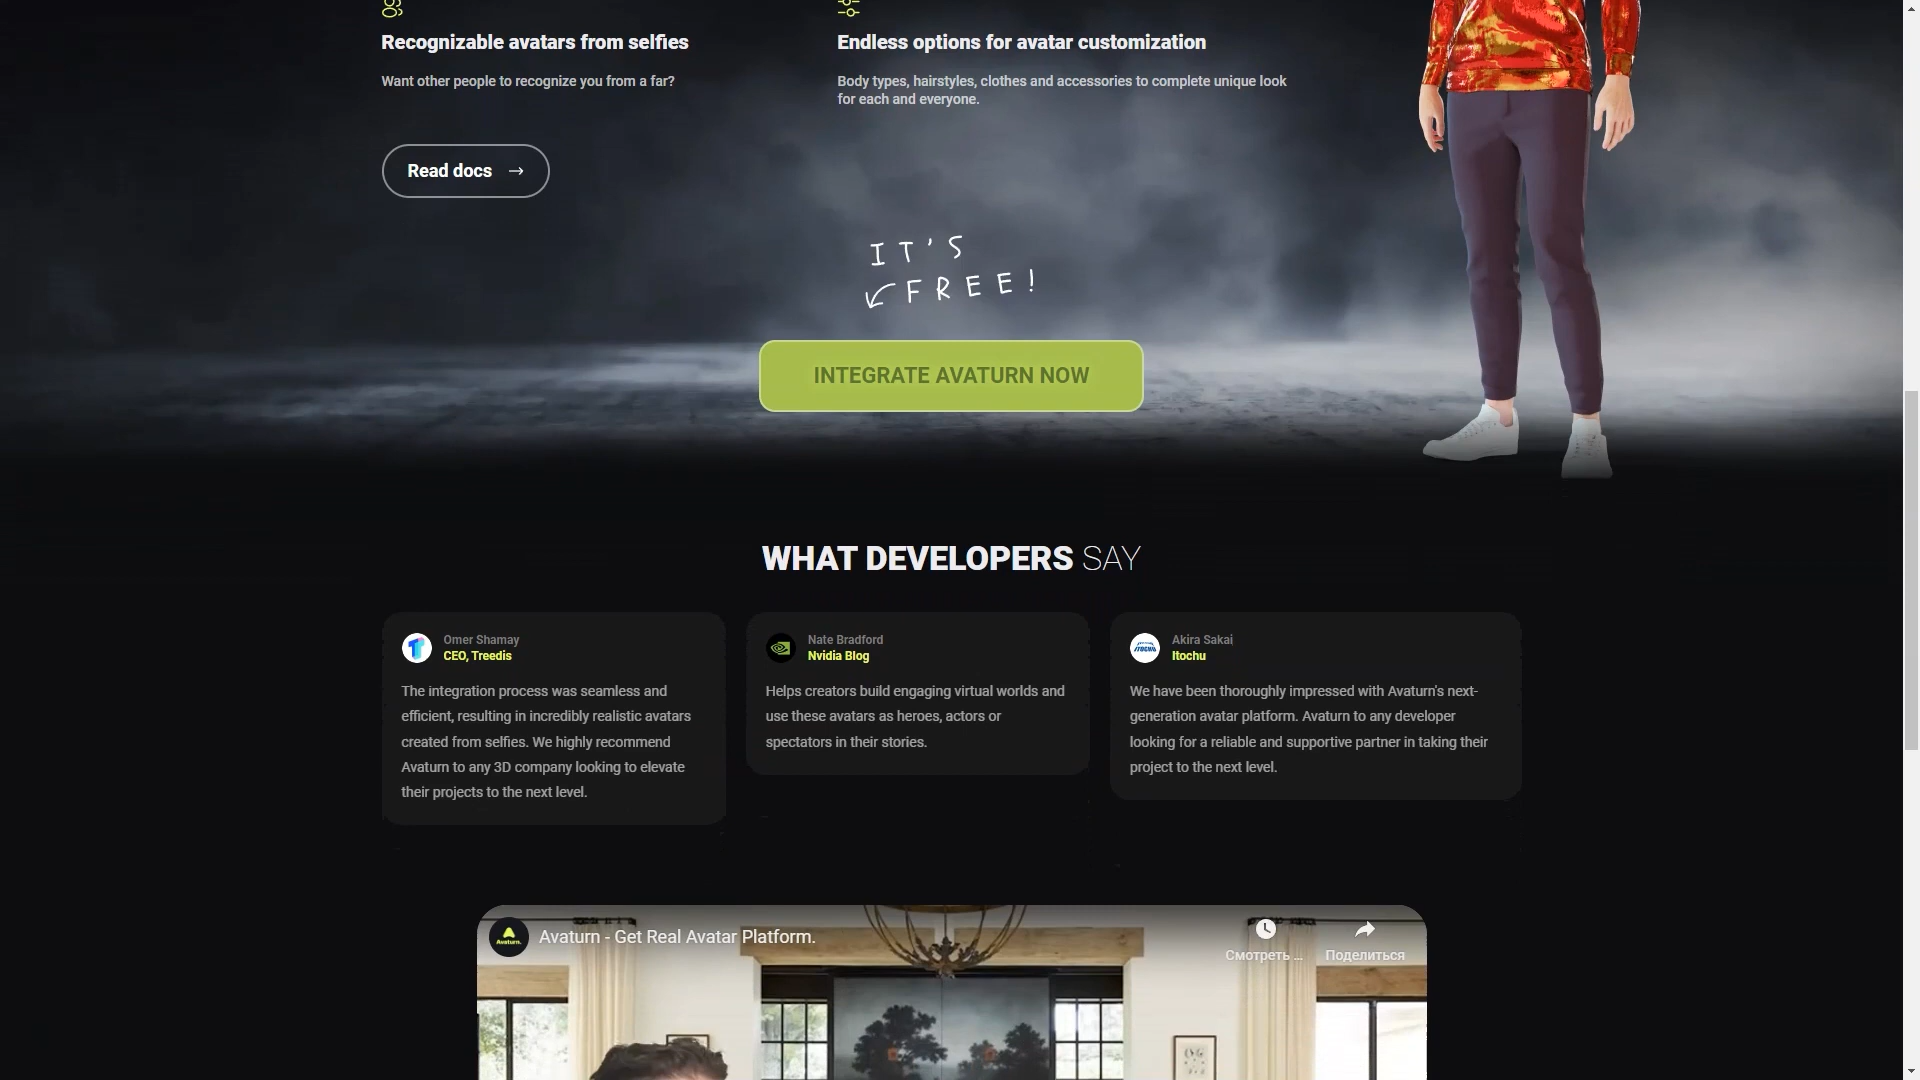 Recognizable avatars from selfies
Want other people to recognize you from a far?
Endless options for avatar customization
Body types, hairstyles, clothes and accessories to complete unique look
for each and everyone.
Read docs →
IT'S
FREE!
INTEGRATE AVATURN NOW
WHAT DEVELOPERS SAY
Omer Shamay
CEO, Treedis
The integration process was seamless and
efficient, resulting in incredibly realistic avatars
created from selfies. We highly recommend
Avaturn to any 3D company looking to elevate
their projects to the next level.
Nate Bradford
Nvidia Blog
Helps creators build engaging virtual worlds and
use these avatars as heroes, actors or
spectators in their stories.
ITOCHU
Akira Sakai
Itochu
We have been thoroughly impressed with Avaturn's next-
generation avatar platform. Avaturn to any developer
looking for a reliable and supportive partner in taking their
project to the next level.
Avaturn.
Avaturn - Get Real Avatar Platform.
Смотреть ...
Поделиться